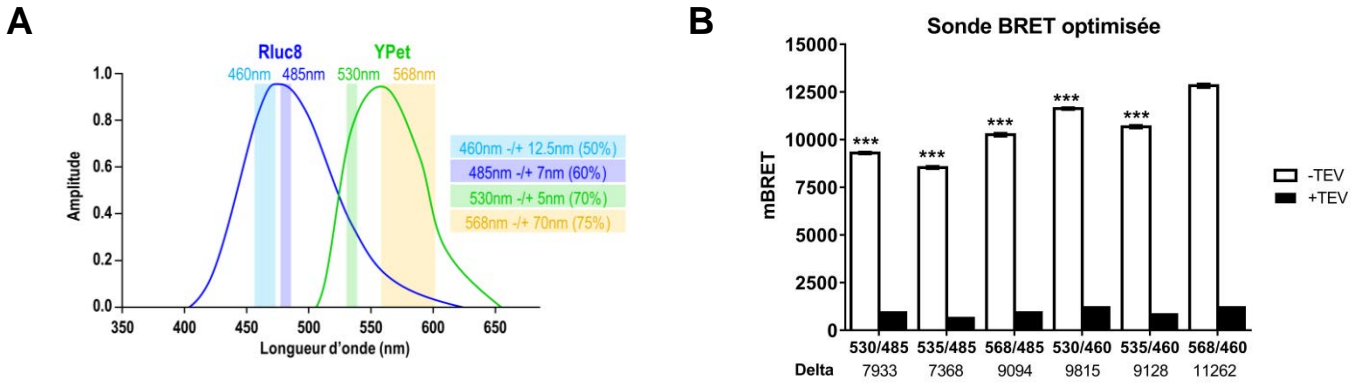 A
Rluc8 YPet
460nm 485nm 530nm 568nm
1.0
0.8
0.6
0.4
0.2
0.0
Amplitude
460nm -/+ 12.5nm (50%)
485nm -/+ 7nm (60%)
530nm -/+ 5nm (70%)
568nm -/+ 70nm (75%)
350 400 450 500 550 600 650
Longueur d'onde (nm)
B
Sonde BRET optimisée
15000
12500
10000
7500
5000
2500
0
mBRET
*** *** *** *** ***
-TEV
+TEV
530/485 535/485 568/485 530/460 535/460 568/460
Delta 7933 7368 9094 9815 9128 11262